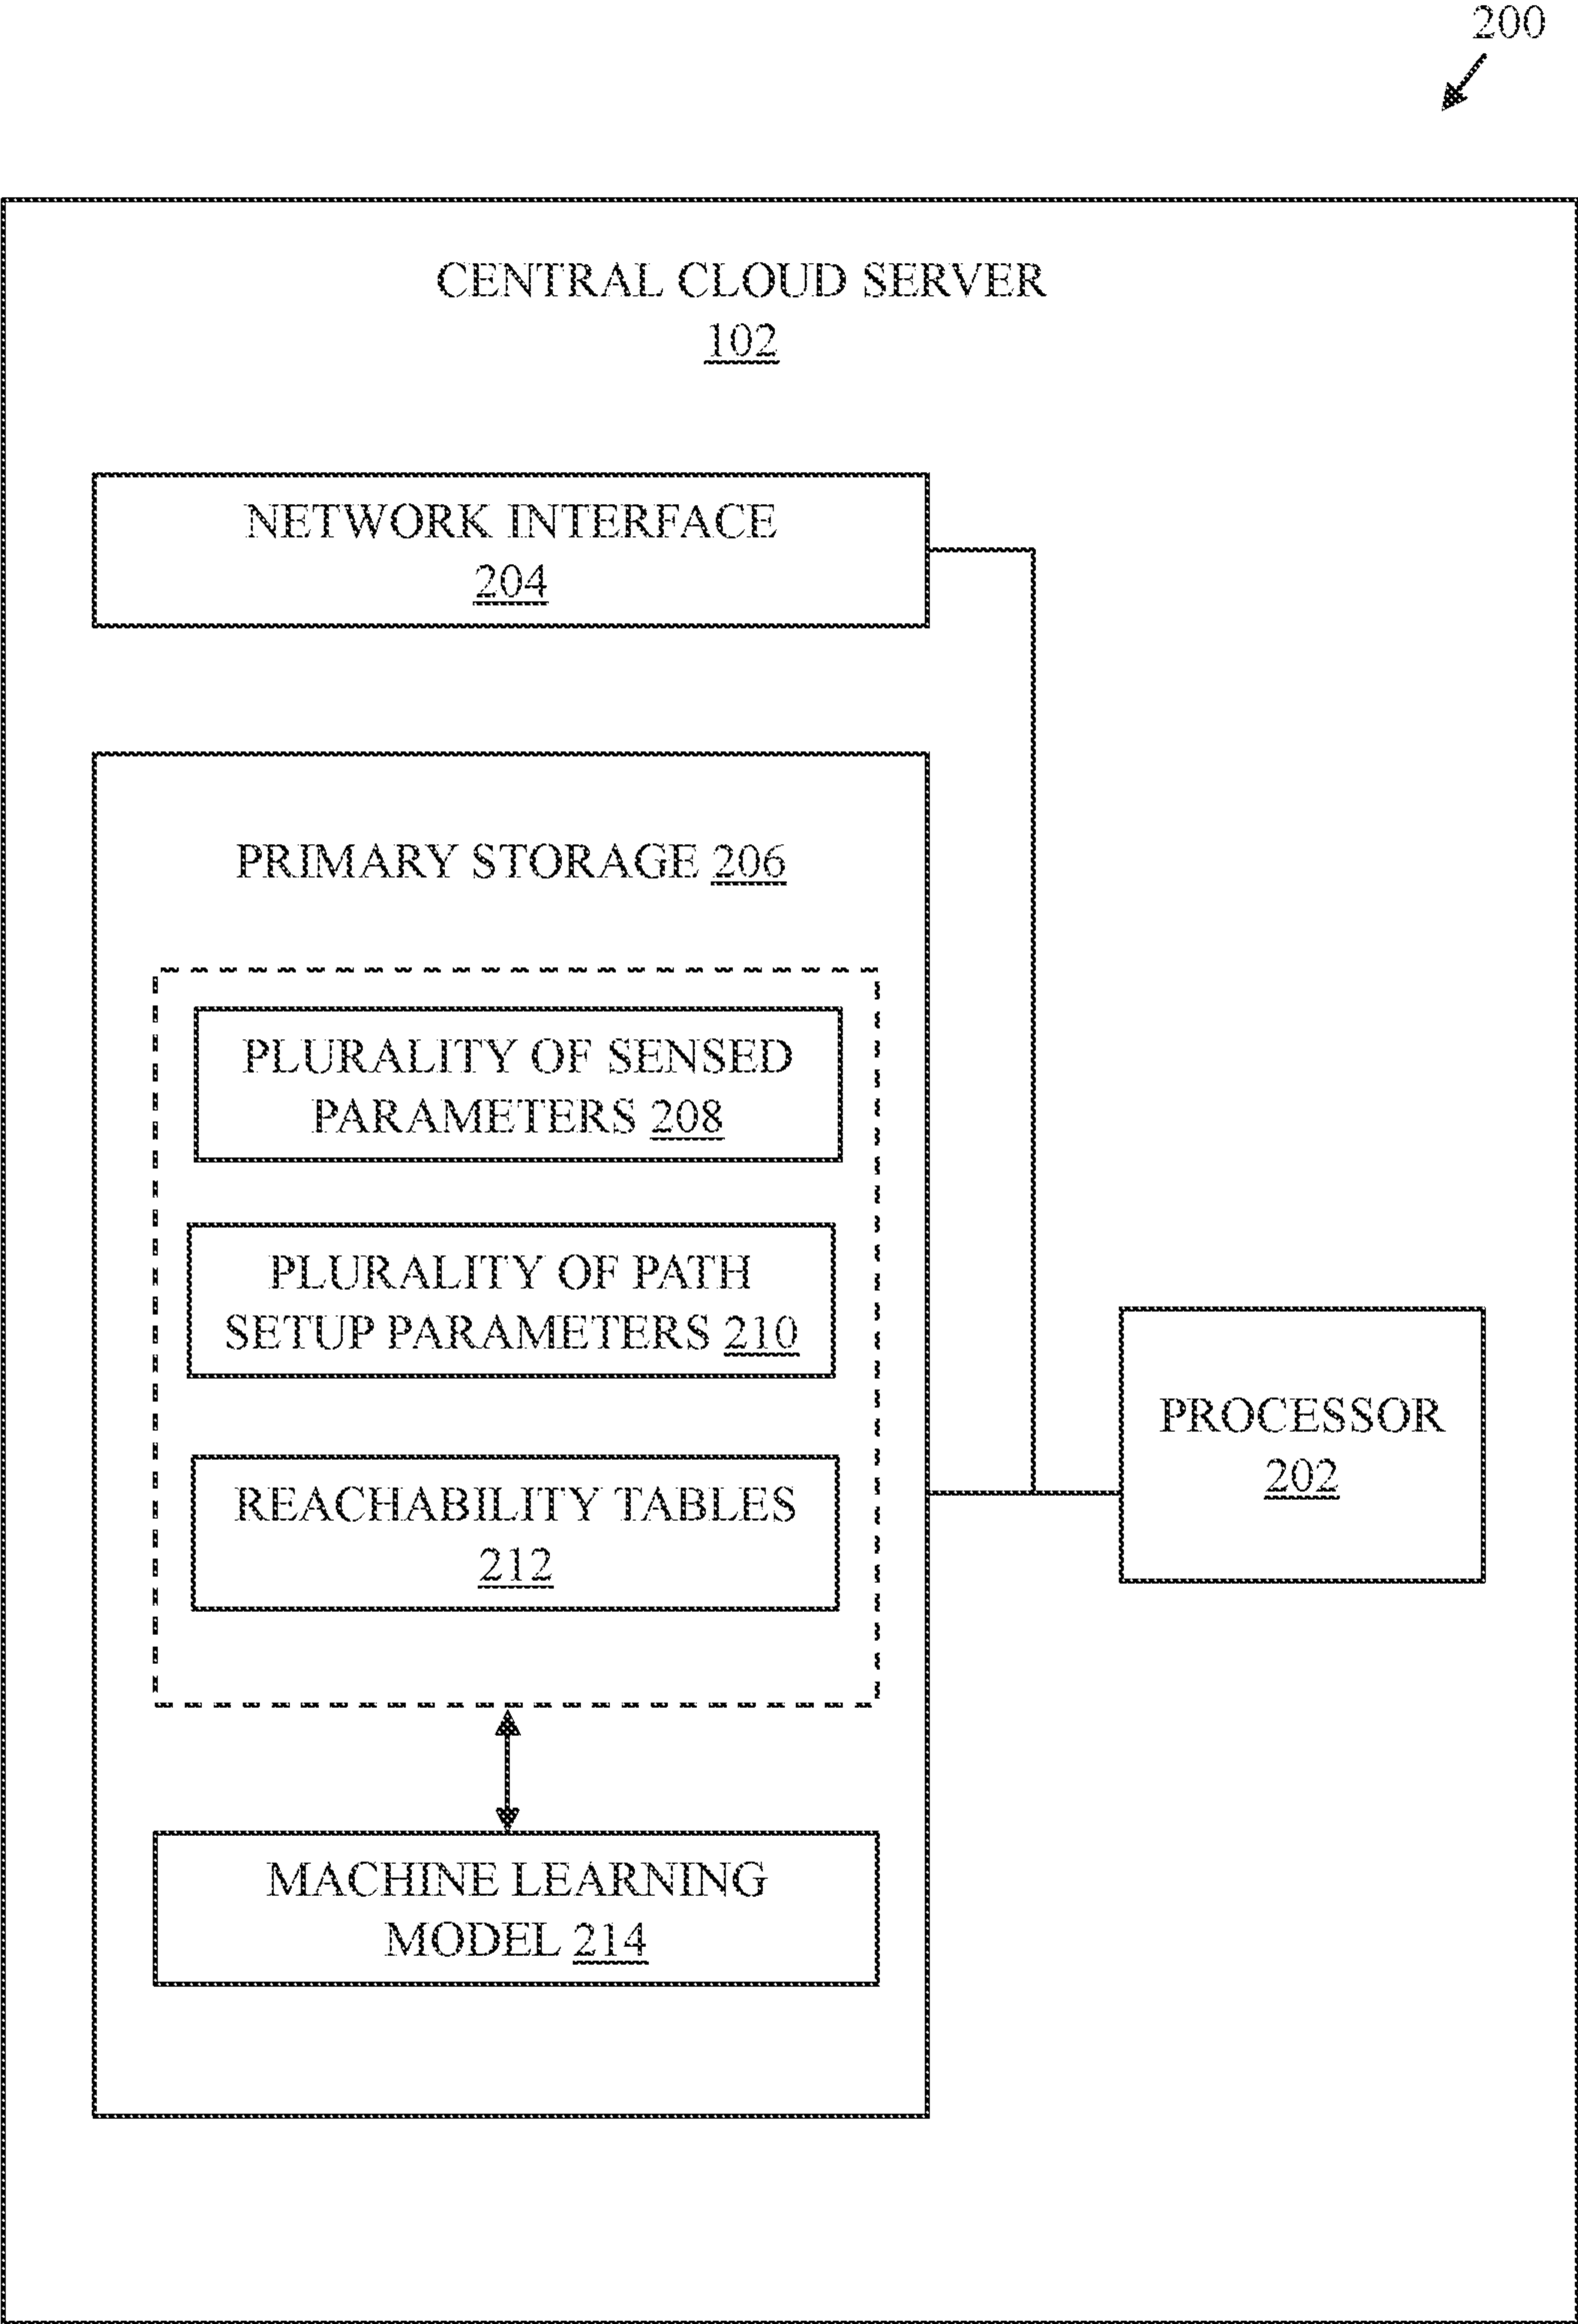 200
CENTRAL CLOUD SERVER
102
NETWORK INTERFACE
204
PRIMARY STORAGE 206
PLURALITY OF SENSED
PARAMETERS 208
PLURALITY OF PATH
SETUP PARAMETERS 210
REACHABILITY TABLES
212
PROCESSOR
202
MACHINE LEARNING
MODEL 214